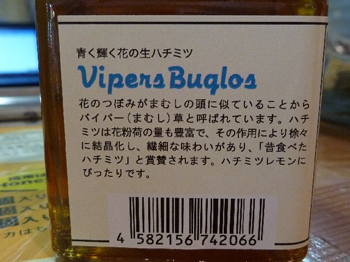 青く輝く花の生ハチミツ
VipersBuglos
花のつぼみがまむしの頭に似ていることから
バイパー(まむし)草と呼ばれています。ハチ
ミツは花粉荷の量も豊富で、その作用により徐々
に結晶化し、繊細な味わいがあり、「昔食べた
ハチミツ」と賞賛されます。ハチミツレモンに
ぴったりです。
4 582156 742066